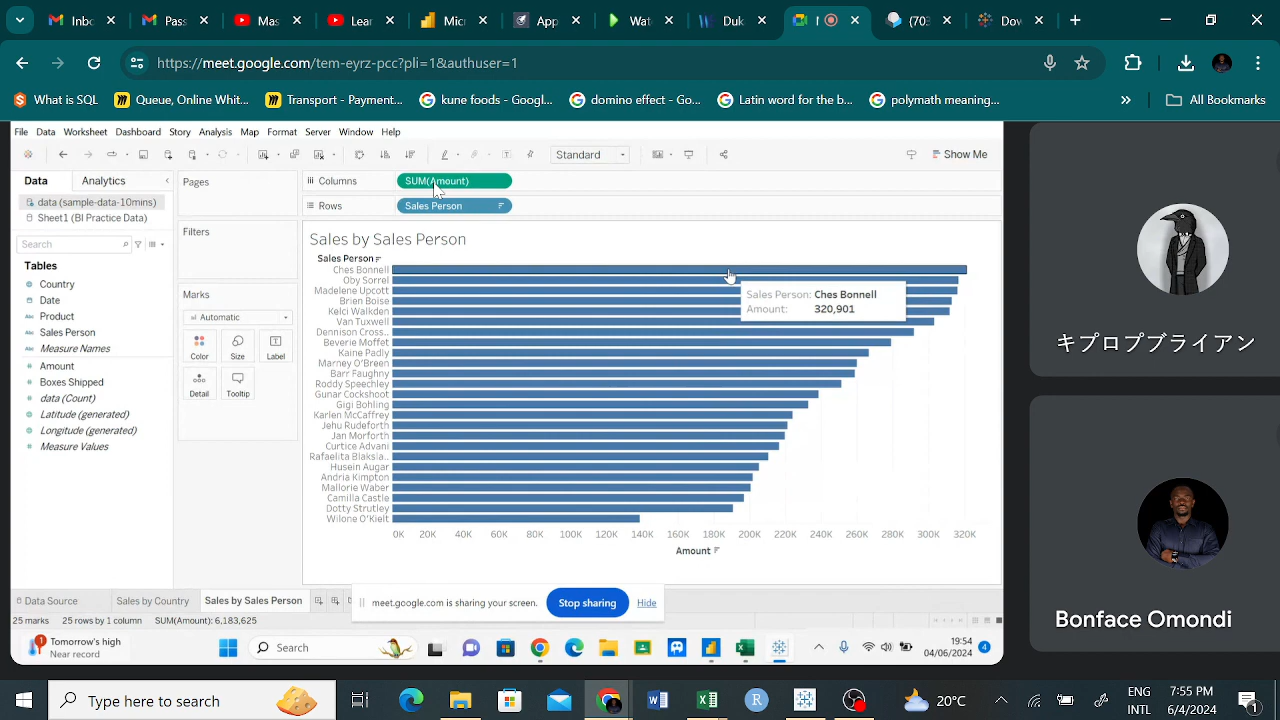 Inb
Pas
Mas
Lea
Mic
App
Wat
Duk
M
(703
Dow
https://meet.google.com/tem-eyrz-pcc?pli=1&authuser=1
What is SQL
Queue, Online Whit...
Transport - Payment...
kune foods - Googl...
domino effect - Go...
Latin word for the b...
polymath meaning...
All Bookmarks
File Data Worksheet Dashboard Story Analysis Map Format Server Window Help
Standard
Show Me
Data
Analytics
Pages
Columns
SUM(Amount)
data (sample-data-10mins)
Sheet1 (BI Practice Data)
Rows
Sales Person
Filters
Search
Tables
Country
Date
Product
Sales Person
Measure Names
Amount
Boxes Shipped
data (Count)
Latitude (generated)
Longitude (generated)
Measure Values
Marks
Automatic
Color
Size
Label
Detail
Tooltip
Sales by Sales Person
Sales Person
Ches Bonnell
Oby Sorrel
Madelene Upcott
Brien Boise
Kelci Walkden
Van Tuxwell
Dennison Cross..
Beverie Moffet
Kaine Padly
Marney O'Breen
Barr Faughny
Roddy Speechley
Gunar Cockshoot
Gigi Bohling
Karlen McCaffrey
Jehu Rudeforth
Jan Morforth
Curtice Advani
Rafaelita Blaksla..
Husein Augar
Andria Kimpton
Mallorie Waber
Camilla Castle
Dotty Strutley
Wilone O'Kielt
Sales Person: Ches Bonnell
Amount: 320,901
0K 20K 40K 60K 80K 100K 120K 140K 160K 180K 200K 220K 240K 260K 280K 300K 320K
Amount
キプロプブライアン
Bonface Omondi
Data Source
Sales by Country
Sales by Sales Person
meet.google.com is sharing your screen.
Stop sharing
Hide
25 marks 25 rows by 1 column SUM(Amount): 6,183,625
1
Tomorrow's high
Near record
Search
19:54
04/06/2024
4
Type here to search
20°C
ENG
INTL
7:55 PM
6/4/2024